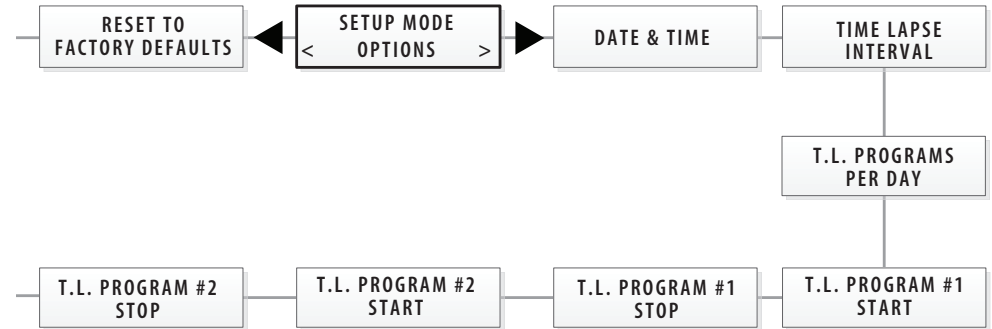 RESET TO
FACTORY DEFAULTS
SETUP MODE
< OPTIONS >
DATE & TIME
TIME LAPSE
INTERVAL
T.L. PROGRAMS
PER DAY
T.L. PROGRAM #2
STOP
T.L. PROGRAM #2
START
T.L. PROGRAM #1
STOP
T.L. PROGRAM #1
START